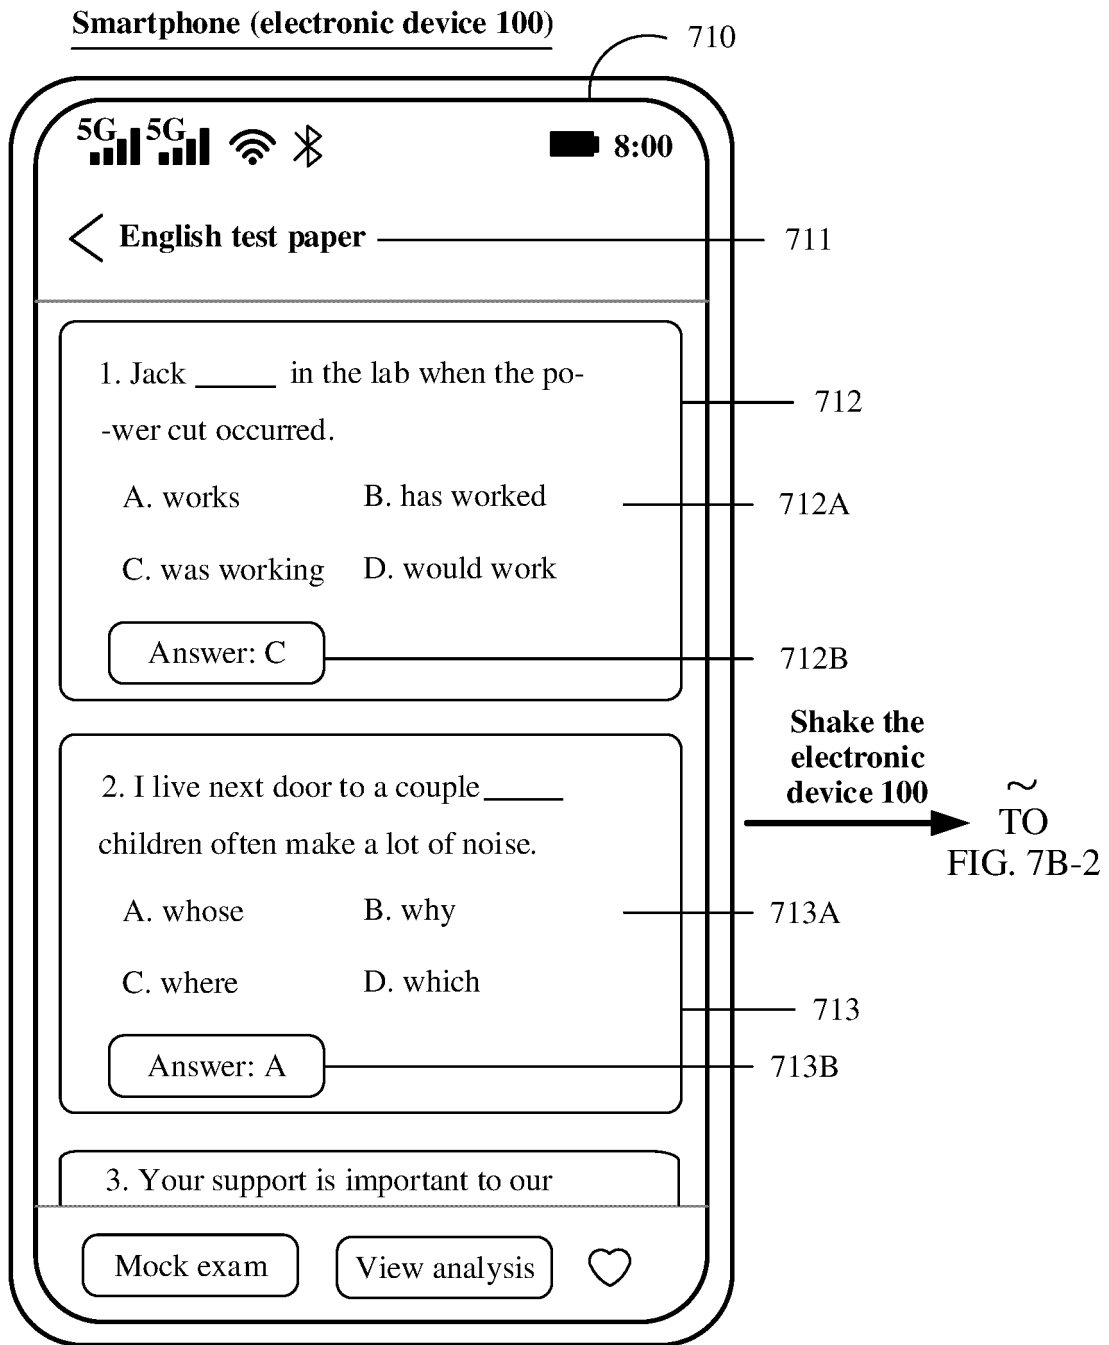 Smartphone (electronic device 100)
710
5G 5G 8:00
English test paper
711
1. Jack _____ in the lab when the po-
-wer cut occurred.
712
A. works B. has worked
712A
C. was working D. would work
Answer: C
712B
Shake the
electronic
device 100
~
TO
FIG. 7B-2
2. I live next door to a couple_____
children often make a lot of noise.
A. whose B. why
713A
C. where D. which
713
Answer: A
713B
3. Your support is important to our
Mock exam View analysis